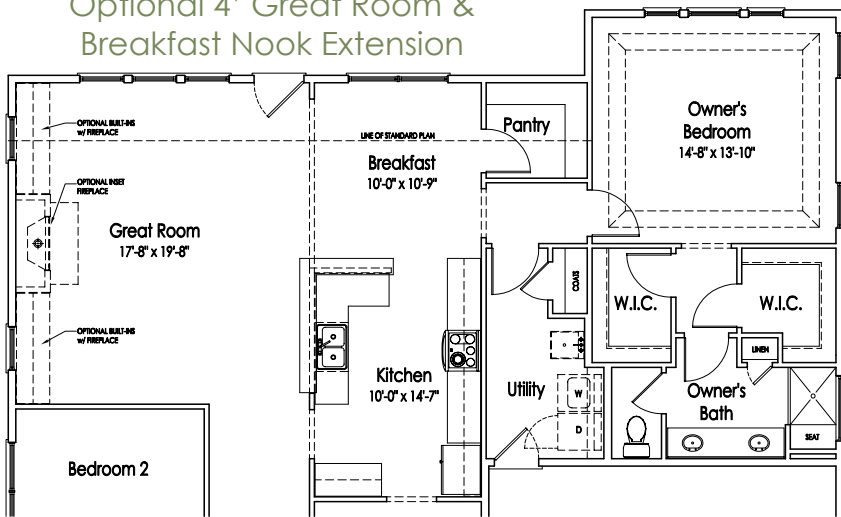 Optional 4' Great Room &
Breakfast Nook Extension
OPTIONAL BUILT-INS
w/ FIREPLACE
OPTIONAL INSET
FIREPLACE
Great Room
17'-8" x 19'-8"
OPTIONAL BUILT-INS
w/ FIREPLACE
Bedroom 2
LINE OF STANDARD PLAN
Breakfast
10'-0" x 10'-9"
Pantry
Kitchen
10'-0" x 14'-7"
COATS
Utility
W
D
Owner's
Bedroom
14'-8" x 13'-10"
W.I.C.
W.I.C.
LINEN
Owner's
Bath
SEAT